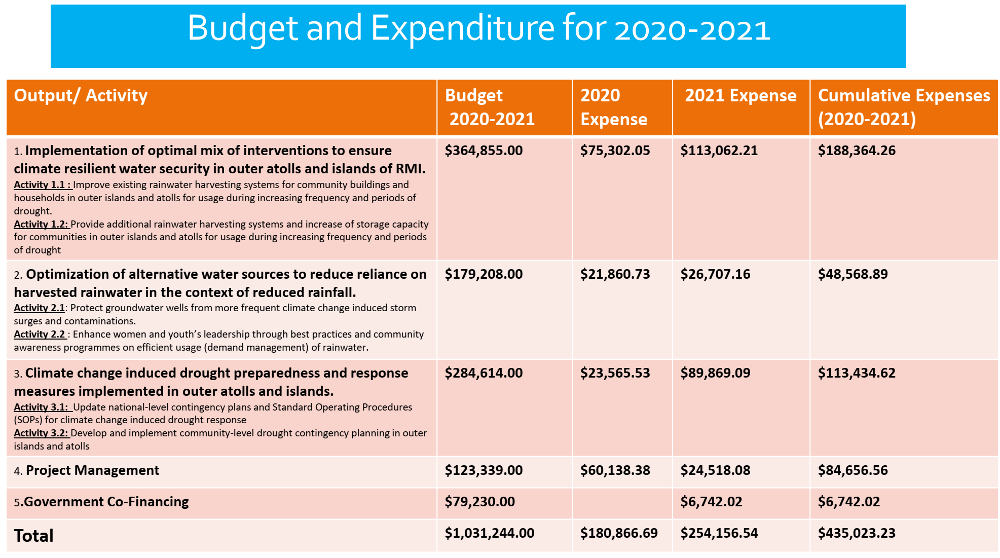 Budget and Expenditure for 2020-2021
Output/ Activity
Budget
2020-2021
2020
Expense
2021 Expense
Cumulative Expenses
(2020-2021)
1. Implementation of optimal mix of interventions to ensure
climate resilient water security in outer atolls and islands of RMI.
Activity 1.1 : Improve existing rainwater harvesting systems for community buildings and
households in outer islands and atolls for usage during increasing frequency and periods of
drought.
Activity 1.2: Provide additional rainwater harvesting systems and increase of storage capacity
for communities in outer islands and atolls for usage during increasing frequency and periods
of drought
$364,855.00
$75,302.05
$113,062.21
$188,364.26
2. Optimization of alternative water sources to reduce reliance on
harvested rainwater in the context of reduced rainfall.
Activity 2.1: Protect groundwater wells from more frequent climate change induced storm
surges and contaminations.
Activity 2.2 : Enhance women and youth’s leadership through best practices and community
awareness programmes on efficient usage (demand management) of rainwater.
$179,208.00
$21,860.73
$26,707.16
$48,568.89
3. Climate change induced drought preparedness and response
measures implemented in outer atolls and islands.
Activity 3.1: Update national-level contingency plans and Standard Operating Procedures
(SOPs) for climate change induced drought response
Activity 3.2: Develop and implement community-level drought contingency planning in outer
islands and atolls
$284,614.00
$23,565.53
$89,869.09
$113,434.62
4. Project Management
$123,339.00
$60,138.38
$24,518.08
$84,656.56
5.Government Co-Financing
$79,230.00
$6,742.02
$6,742.02
Total
$1,031,244.00
$180,866.69
$254,156.54
$435,023.23